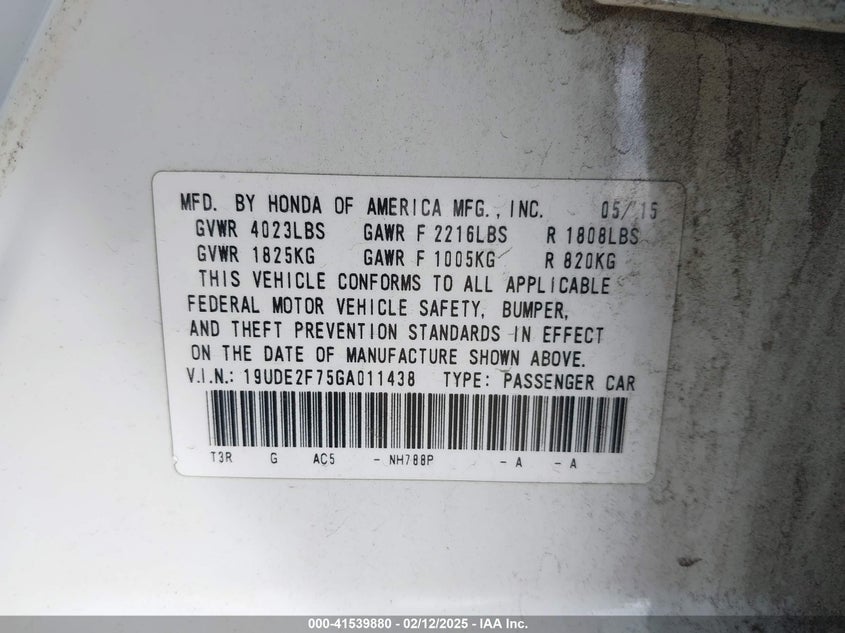 MFD. BY HONDA OF AMERICA MFG., INC. 05/15
GVWR 4023LBS GAWR F 2216LBS R 1808LBS
GVWR 1825KG GAWR F 1005KG R 820KG
THIS VEHICLE CONFORMS TO ALL APPLICABLE
FEDERAL MOTOR VEHICLE SAFETY, BUMPER,
AND THEFT PREVENTION STANDARDS IN EFFECT
ON THE DATE OF MANUFACTURE SHOWN ABOVE.
V.I.N.: 19UDE2F75GA011438 TYPE: PASSENGER CAR
T3R G AC5 - NH788P - A - A
000-41539880 - 02/12/2025 - IAA Inc.